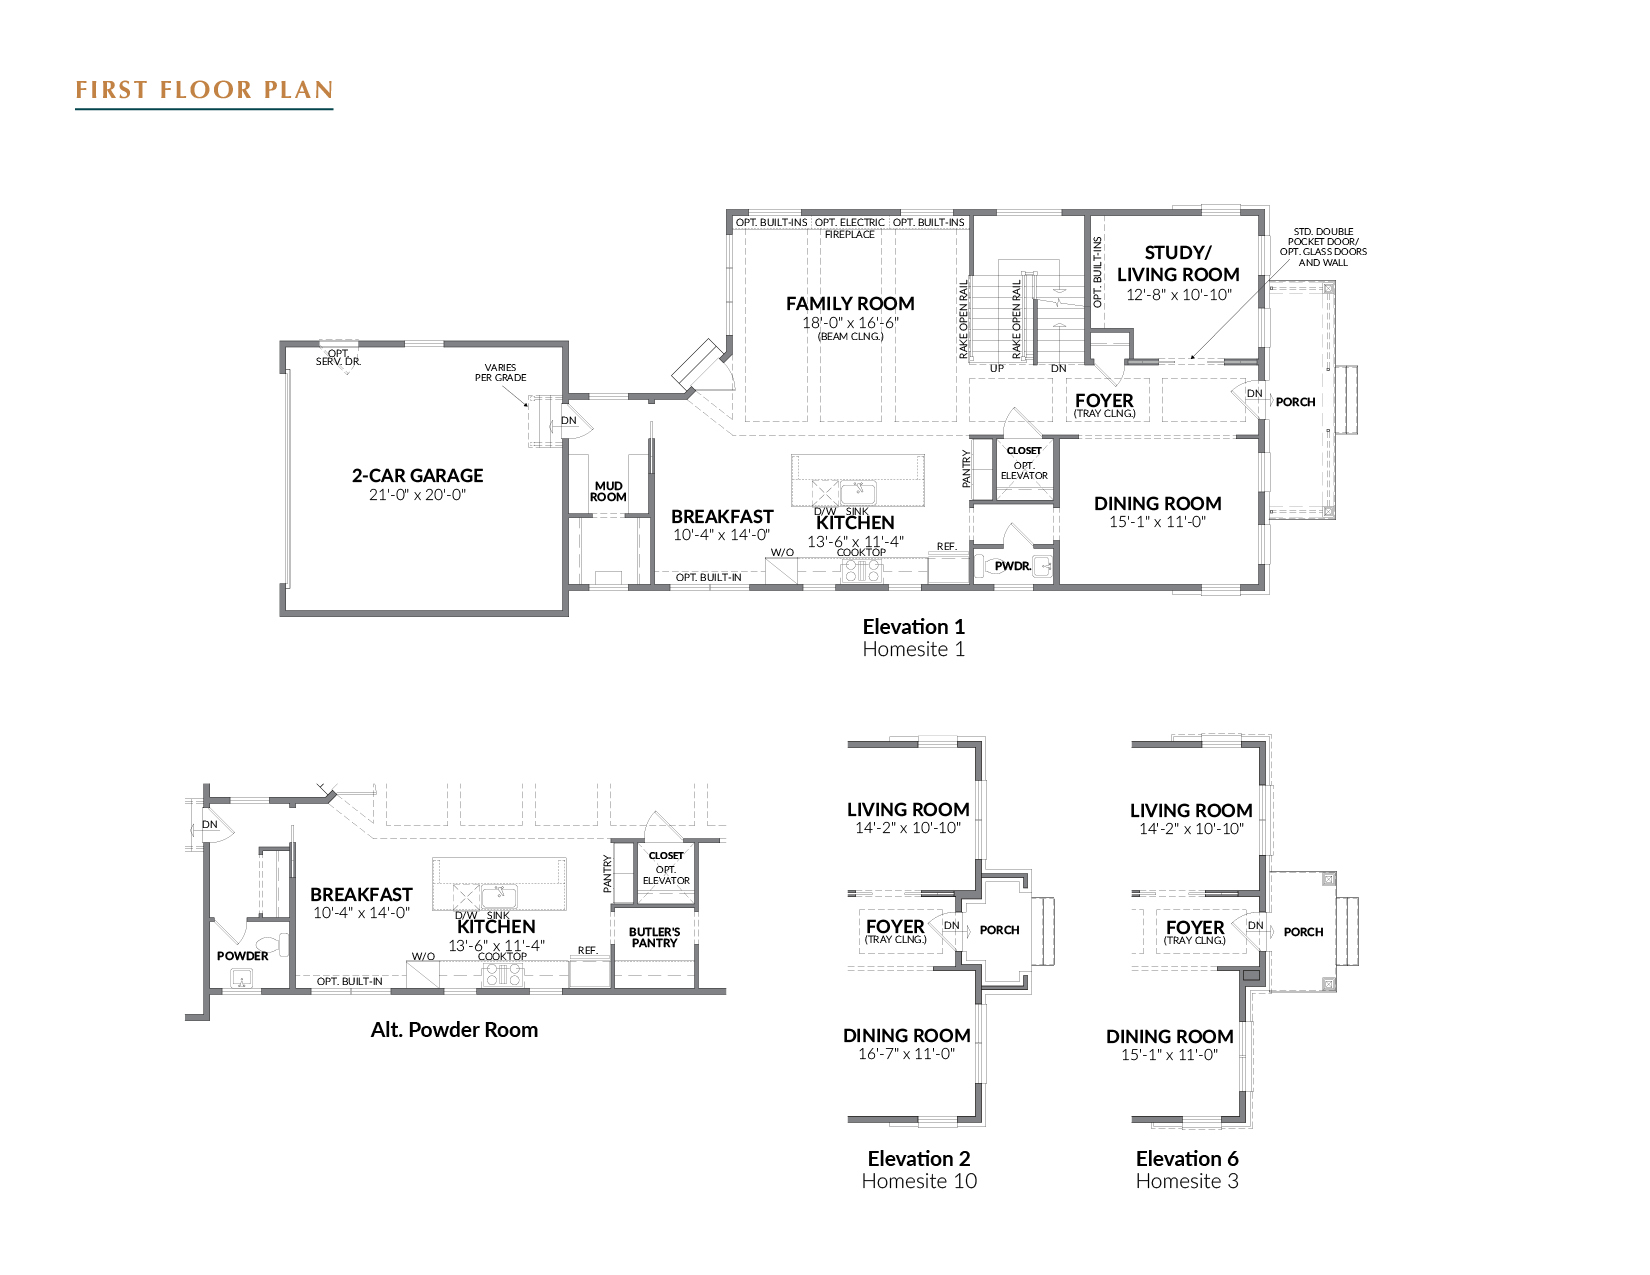 FIRST FLOOR PLAN
OPT. BUILT-INS
OPT. ELECTRIC
FIREPLACE
OPT. BUILT-INS
FAMILY ROOM
18'-0" x 16'-6"
(BEAM CLNG.)
RAKE OPEN RAIL
RAKE OPEN RAIL
UP
DN
OPT. BUILT-INS
STUDY/
LIVING ROOM
12'-8" x 10'-10"
STD. DOUBLE
POCKET DOOR/
OPT. GLASS DOORS
AND WALL
OPT.
SERV. DR.
VARIES
PER GRADE
DN
2-CAR GARAGE
21'-0" x 20'-0"
MUD
ROOM
FOYER
(TRAY CLNG.)
DN
PORCH
PANTRY
CLOSET
OPT.
ELEVATOR
BREAKFAST
10'-4" x 14'-0"
D/W
SINK
KITCHEN
13'-6" x 11'-4"
W/O
COOKTOP
REF.
OPT. BUILT-IN
PWDR.
DINING ROOM
15'-1" x 11'-0"
Elevation 1
Homesite 1
DN
BREAKFAST
10'-4" x 14'-0"
D/W
SINK
KITCHEN
13'-6" x 11'-4"
W/O
COOKTOP
REF.
OPT. BUILT-IN
PANTRY
CLOSET
OPT.
ELEVATOR
BUTLER'S
PANTRY
POWDER
Alt. Powder Room
LIVING ROOM
14'-2" x 10'-10"
FOYER
(TRAY CLNG.)
DN
PORCH
DINING ROOM
16'-7" x 11'-0"
Elevation 2
Homesite 10
LIVING ROOM
14'-2" x 10'-10"
FOYER
(TRAY CLNG.)
DN
PORCH
DINING ROOM
15'-1" x 11'-0"
Elevation 6
Homesite 3